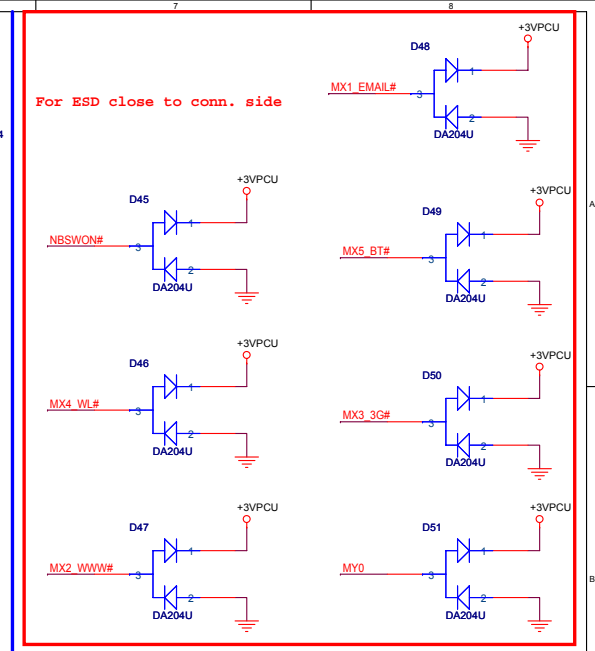 7
8
For ESD close to conn. side
4
A
B
D48
+3VPCU
MX1_EMAIL#
3
1
2
DA204U
D45
+3VPCU
NBSWON#
3
1
2
DA204U
D49
+3VPCU
MX5_BT#
3
1
2
DA204U
D46
+3VPCU
MX4_WL#
3
1
2
DA204U
D50
+3VPCU
MX3_3G#
3
1
2
DA204U
D47
+3VPCU
MX2_WWW#
3
1
2
DA204U
D51
+3VPCU
MY0
3
1
2
DA204U